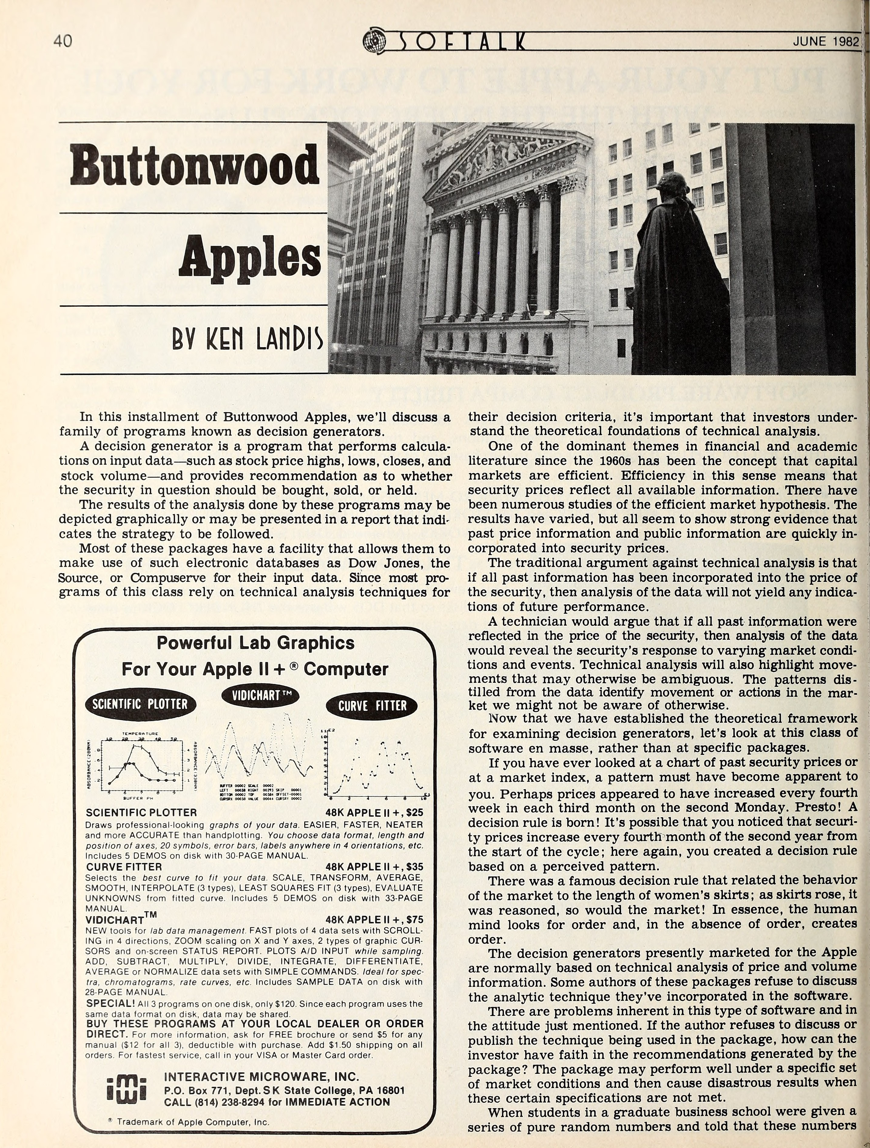 40
SOFTALK
JUNE 1982
Buttonwood
Apples
BY KEN LANDIS
In this installment of Buttonwood Apples, we'll discuss a
family of programs known as decision generators.
A decision generator is a program that performs calcula-
tions on input data—such as stock price highs, lows, closes, and
stock volume—and provides recommendation as to whether
the security in question should be bought, sold, or held.
The results of the analysis done by these programs may be
depicted graphically or may be presented in a report that indi-
cates the strategy to be followed.
Most of these packages have a facility that allows them to
make use of such electronic databases as Dow Jones, the
Source, or Compuserve for their input data. Since most pro-
grams of this class rely on technical analysis techniques for
their decision criteria, it's important that investors under-
stand the theoretical foundations of technical analysis.
One of the dominant themes in financial and academic
literature since the 1960s has been the concept that capital
markets are efficient. Efficiency in this sense means that
security prices reflect all available information. There have
been numerous studies of the efficient market hypothesis. The
results have varied, but all seem to show strong evidence that
past price information and public information are quickly in-
corporated into security prices.
The traditional argument against technical analysis is that
if all past information has been incorporated into the price of
the security, then analysis of the data will not yield any indica-
tions of future performance.
A technician would argue that if all past information were
reflected in the price of the security, then analysis of the data
would reveal the security's response to varying market condi-
tions and events. Technical analysis will also highlight move-
ments that may otherwise be ambiguous. The patterns dis-
tilled from the data identify movement or actions in the mar-
ket we might not be aware of otherwise.
Now that we have established the theoretical framework
for examining decision generators, let's look at this class of
software en masse, rather than at specific packages.
If you have ever looked at a chart of past security prices or
at a market index, a pattern must have become apparent to
you. Perhaps prices appeared to have increased every fourth
week in each third month on the second Monday. Presto! A
decision rule is born! It's possible that you noticed that securi-
ty prices increase every fourth month of the second year from
the start of the cycle; here again, you created a decision rule
based on a perceived pattern.
There was a famous decision rule that related the behavior
of the market to the length of women's skirts; as skirts rose, it
was reasoned, so would the market! In essence, the human
mind looks for order and, in the absence of order, creates
order.
The decision generators presently marketed for the Apple
are normally based on technical analysis of price and volume
information. Some authors of these packages refuse to discuss
the analytic technique they've incorporated in the software.
There are problems inherent in this type of software and in
the attitude just mentioned. If the author refuses to discuss or
publish the technique being used in the package, how can the
investor have faith in the recommendations generated by the
package? The package may perform well under a specific set
of market conditions and then cause disastrous results when
these certain specifications are not met.
When students in a graduate business school were given a
series of pure random numbers and told that these numbers
Powerful Lab Graphics
For Your Apple II + ® Computer
SCIENTIFIC PLOTTER
VIDICHART™
CURVE FITTER
TEMPERATURE
BUFFER PH
SCIENTIFIC PLOTTER 48K APPLE II +, $25
Draws professional-looking graphs of your data. EASIER, FASTER, NEATER
and more ACCURATE than handplotting. You choose data format, length and
position of axes, 20 symbols, error bars, labels anywhere in 4 orientations, etc.
Includes 5 DEMOS on disk with 30-PAGE MANUAL.
CURVE FITTER 48K APPLE II +, $35
Selects the best curve to fit your data. SCALE, TRANSFORM, AVERAGE,
SMOOTH, INTERPOLATE (3 types), LEAST SQUARES FIT (3 types), EVALUATE
UNKNOWNS from fitted curve. Includes 5 DEMOS on disk with 33-PAGE
MANUAL.
VIDICHART™ 48K APPLE II +, $75
NEW tools for lab data management. FAST plots of 4 data sets with SCROLL-
ING in 4 directions, ZOOM scaling on X and Y axes, 2 types of graphic CUR-
SORS and on-screen STATUS REPORT. PLOTS A/D INPUT while sampling.
ADD, SUBTRACT, MULTIPLY, DIVIDE, INTEGRATE, DIFFERENTIATE,
AVERAGE or NORMALIZE data sets with SIMPLE COMMANDS. Ideal for spec-
tra, chromatograms, rate curves, etc. Includes SAMPLE DATA on disk with
28-PAGE MANUAL.
SPECIAL! All 3 programs on one disk, only $120. Since each program uses the
same data format on disk, data may be shared.
BUY THESE PROGRAMS AT YOUR LOCAL DEALER OR ORDER
DIRECT. For more information, ask for FREE brochure or send $5 for any
manual ($12 for all 3), deductible with purchase. Add $1.50 shipping on all
orders. For fastest service, call in your VISA or Master Card order.
INTERACTIVE MICROWARE, INC.
P.O. Box 771, Dept. S K State College, PA 16801
CALL (814) 238-9294 for IMMEDIATE ACTION
® Trademark of Apple Computer, Inc.